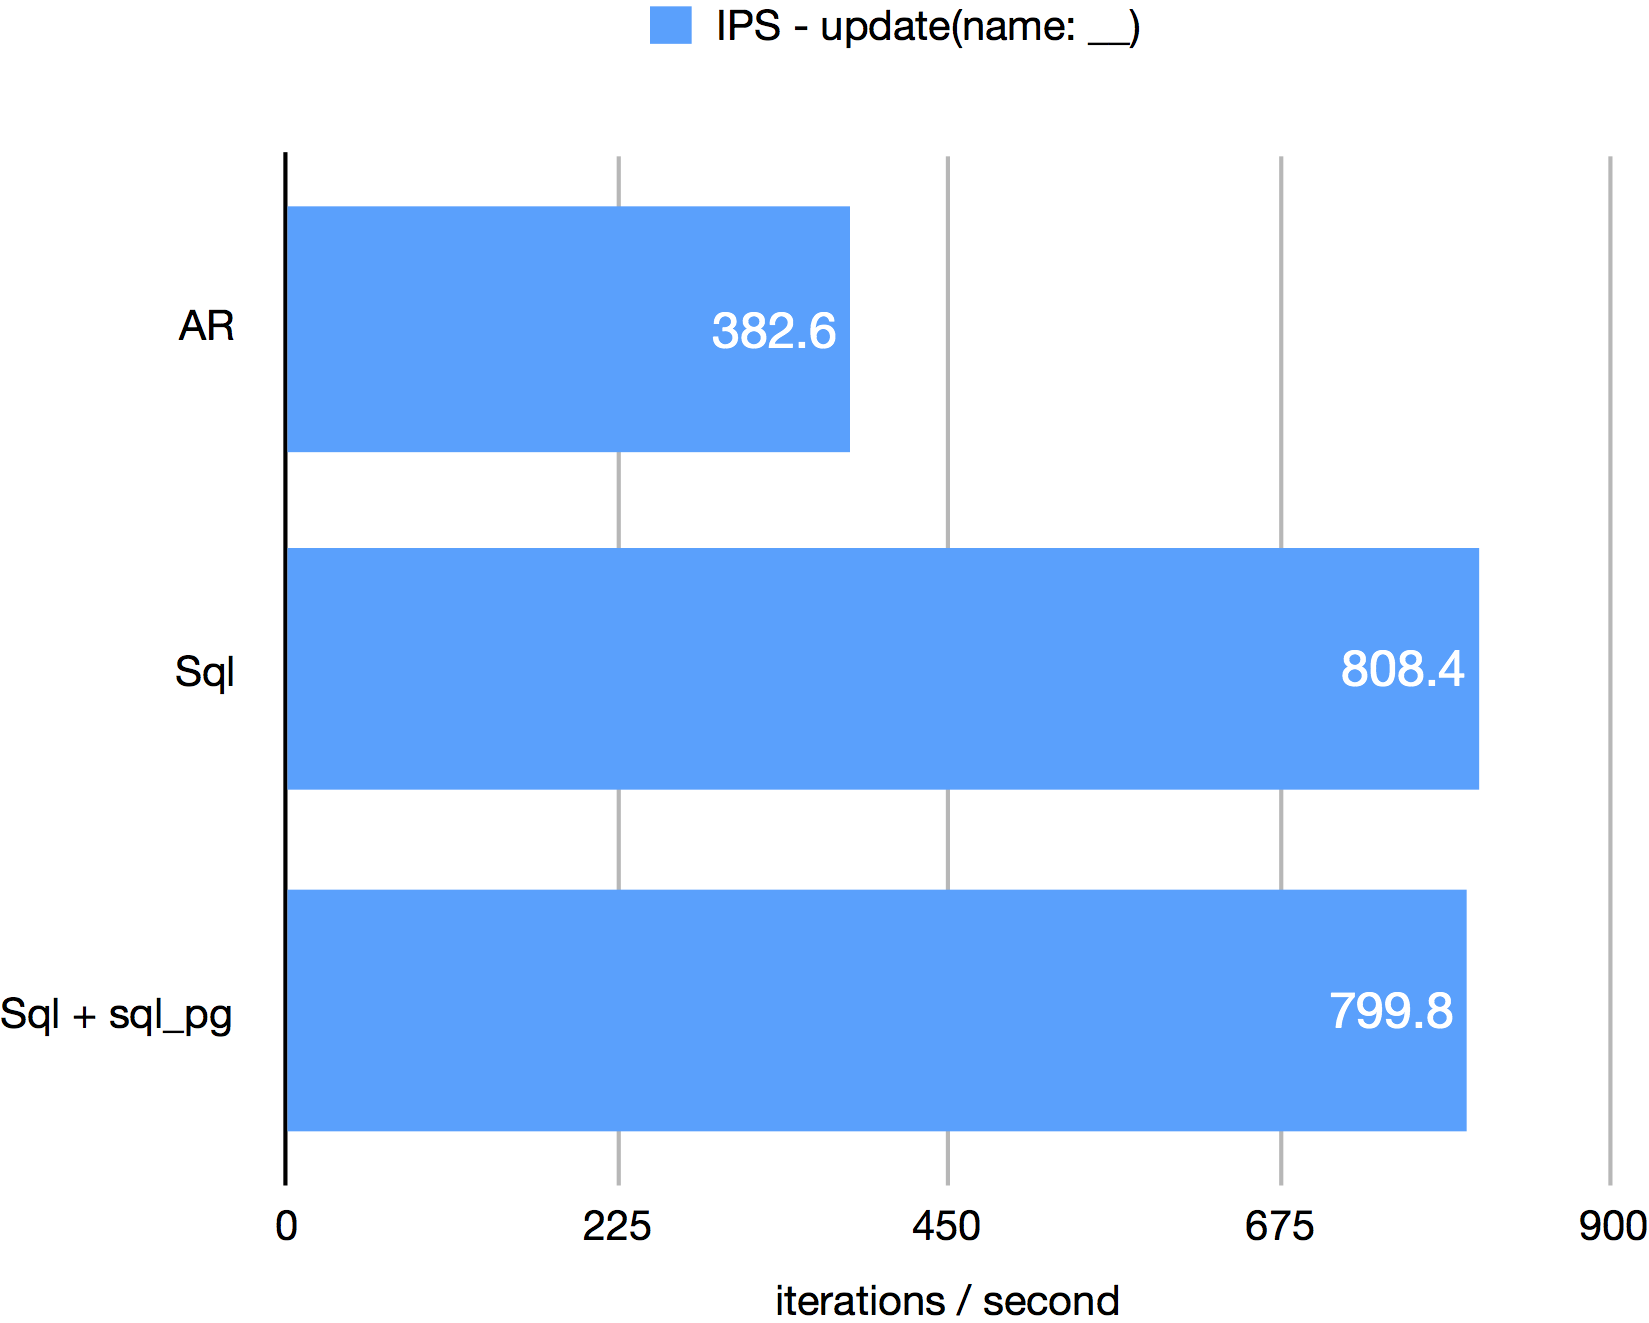 IPS - update(name: __)
AR
382.6
Sql
808.4
Sql + sql_pg
799.8
0 225 450 675 900
iterations / second